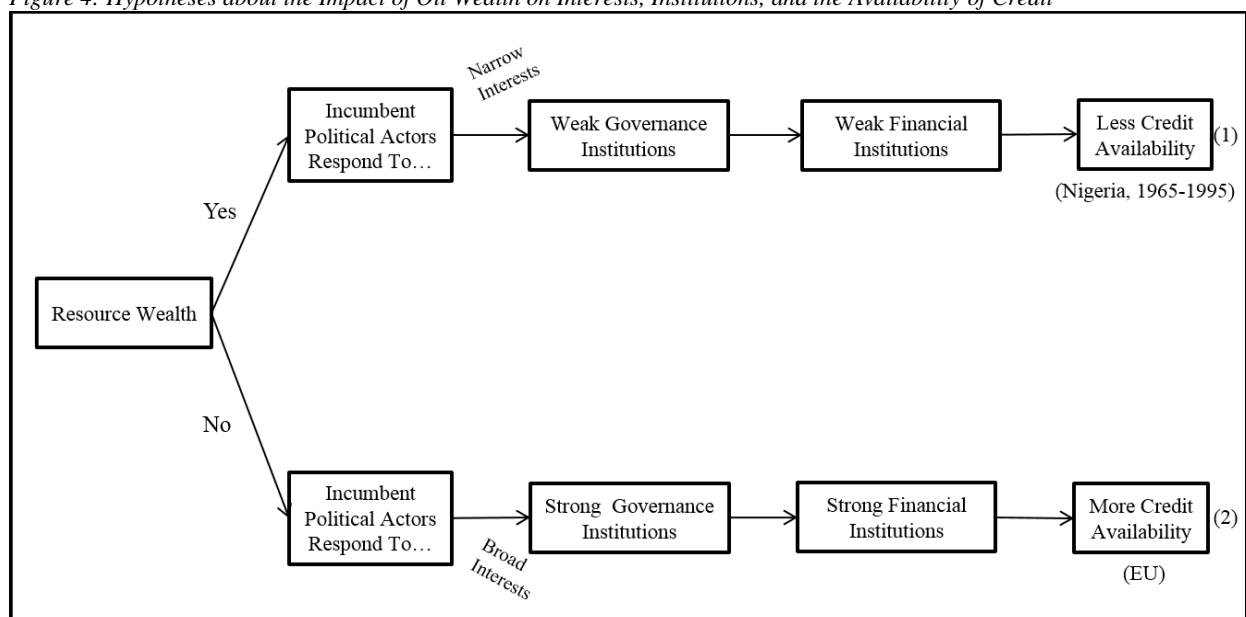 Figure 4: Hypotheses about the Impact of Oil Wealth on Interests, Institutions, and the Availability of Credit
Narrow
Interests
Incumbent
Political Actors
Respond To…
Weak Governance
Institutions
Weak Financial
Institutions
Less Credit
Availability
(1)
(Nigeria, 1965-1995)
Yes
Resource Wealth
No
Incumbent
Political Actors
Respond To…
Broad
Interests
Strong Governance
Institutions
Strong Financial
Institutions
More Credit
Availability
(2)
(EU)